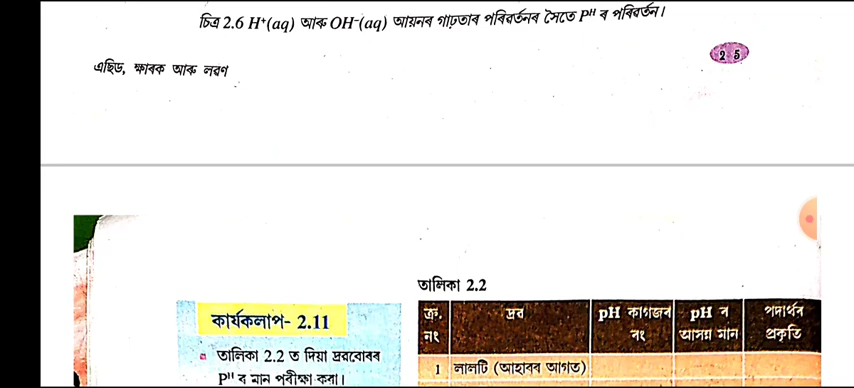 চিত্ৰ 2.6 H⁺(aq) আৰু OH⁻(aq) আয়নৰ গাঢ়তাৰ পৰিৱৰ্তনৰ সৈতে Pᴴ ৰ পৰিৱৰ্তন।
এছিড, ক্ষাৰক আৰু লৱণ
2 5
তালিকা 2.2
কাৰ্যকলাপ- 2.11
তালিকা 2.2 ত দিয়া দ্ৰৱবোৰৰ
Pᴴ ৰ মান পৰীক্ষা কৰা।
ক্ৰ. নং
দ্ৰৱ
pH কাগজৰ ৰং
pH ৰ আসন্ন মান
পদাৰ্থৰ প্ৰকৃতি
1 লালটি (আহাৰৰ আগত)